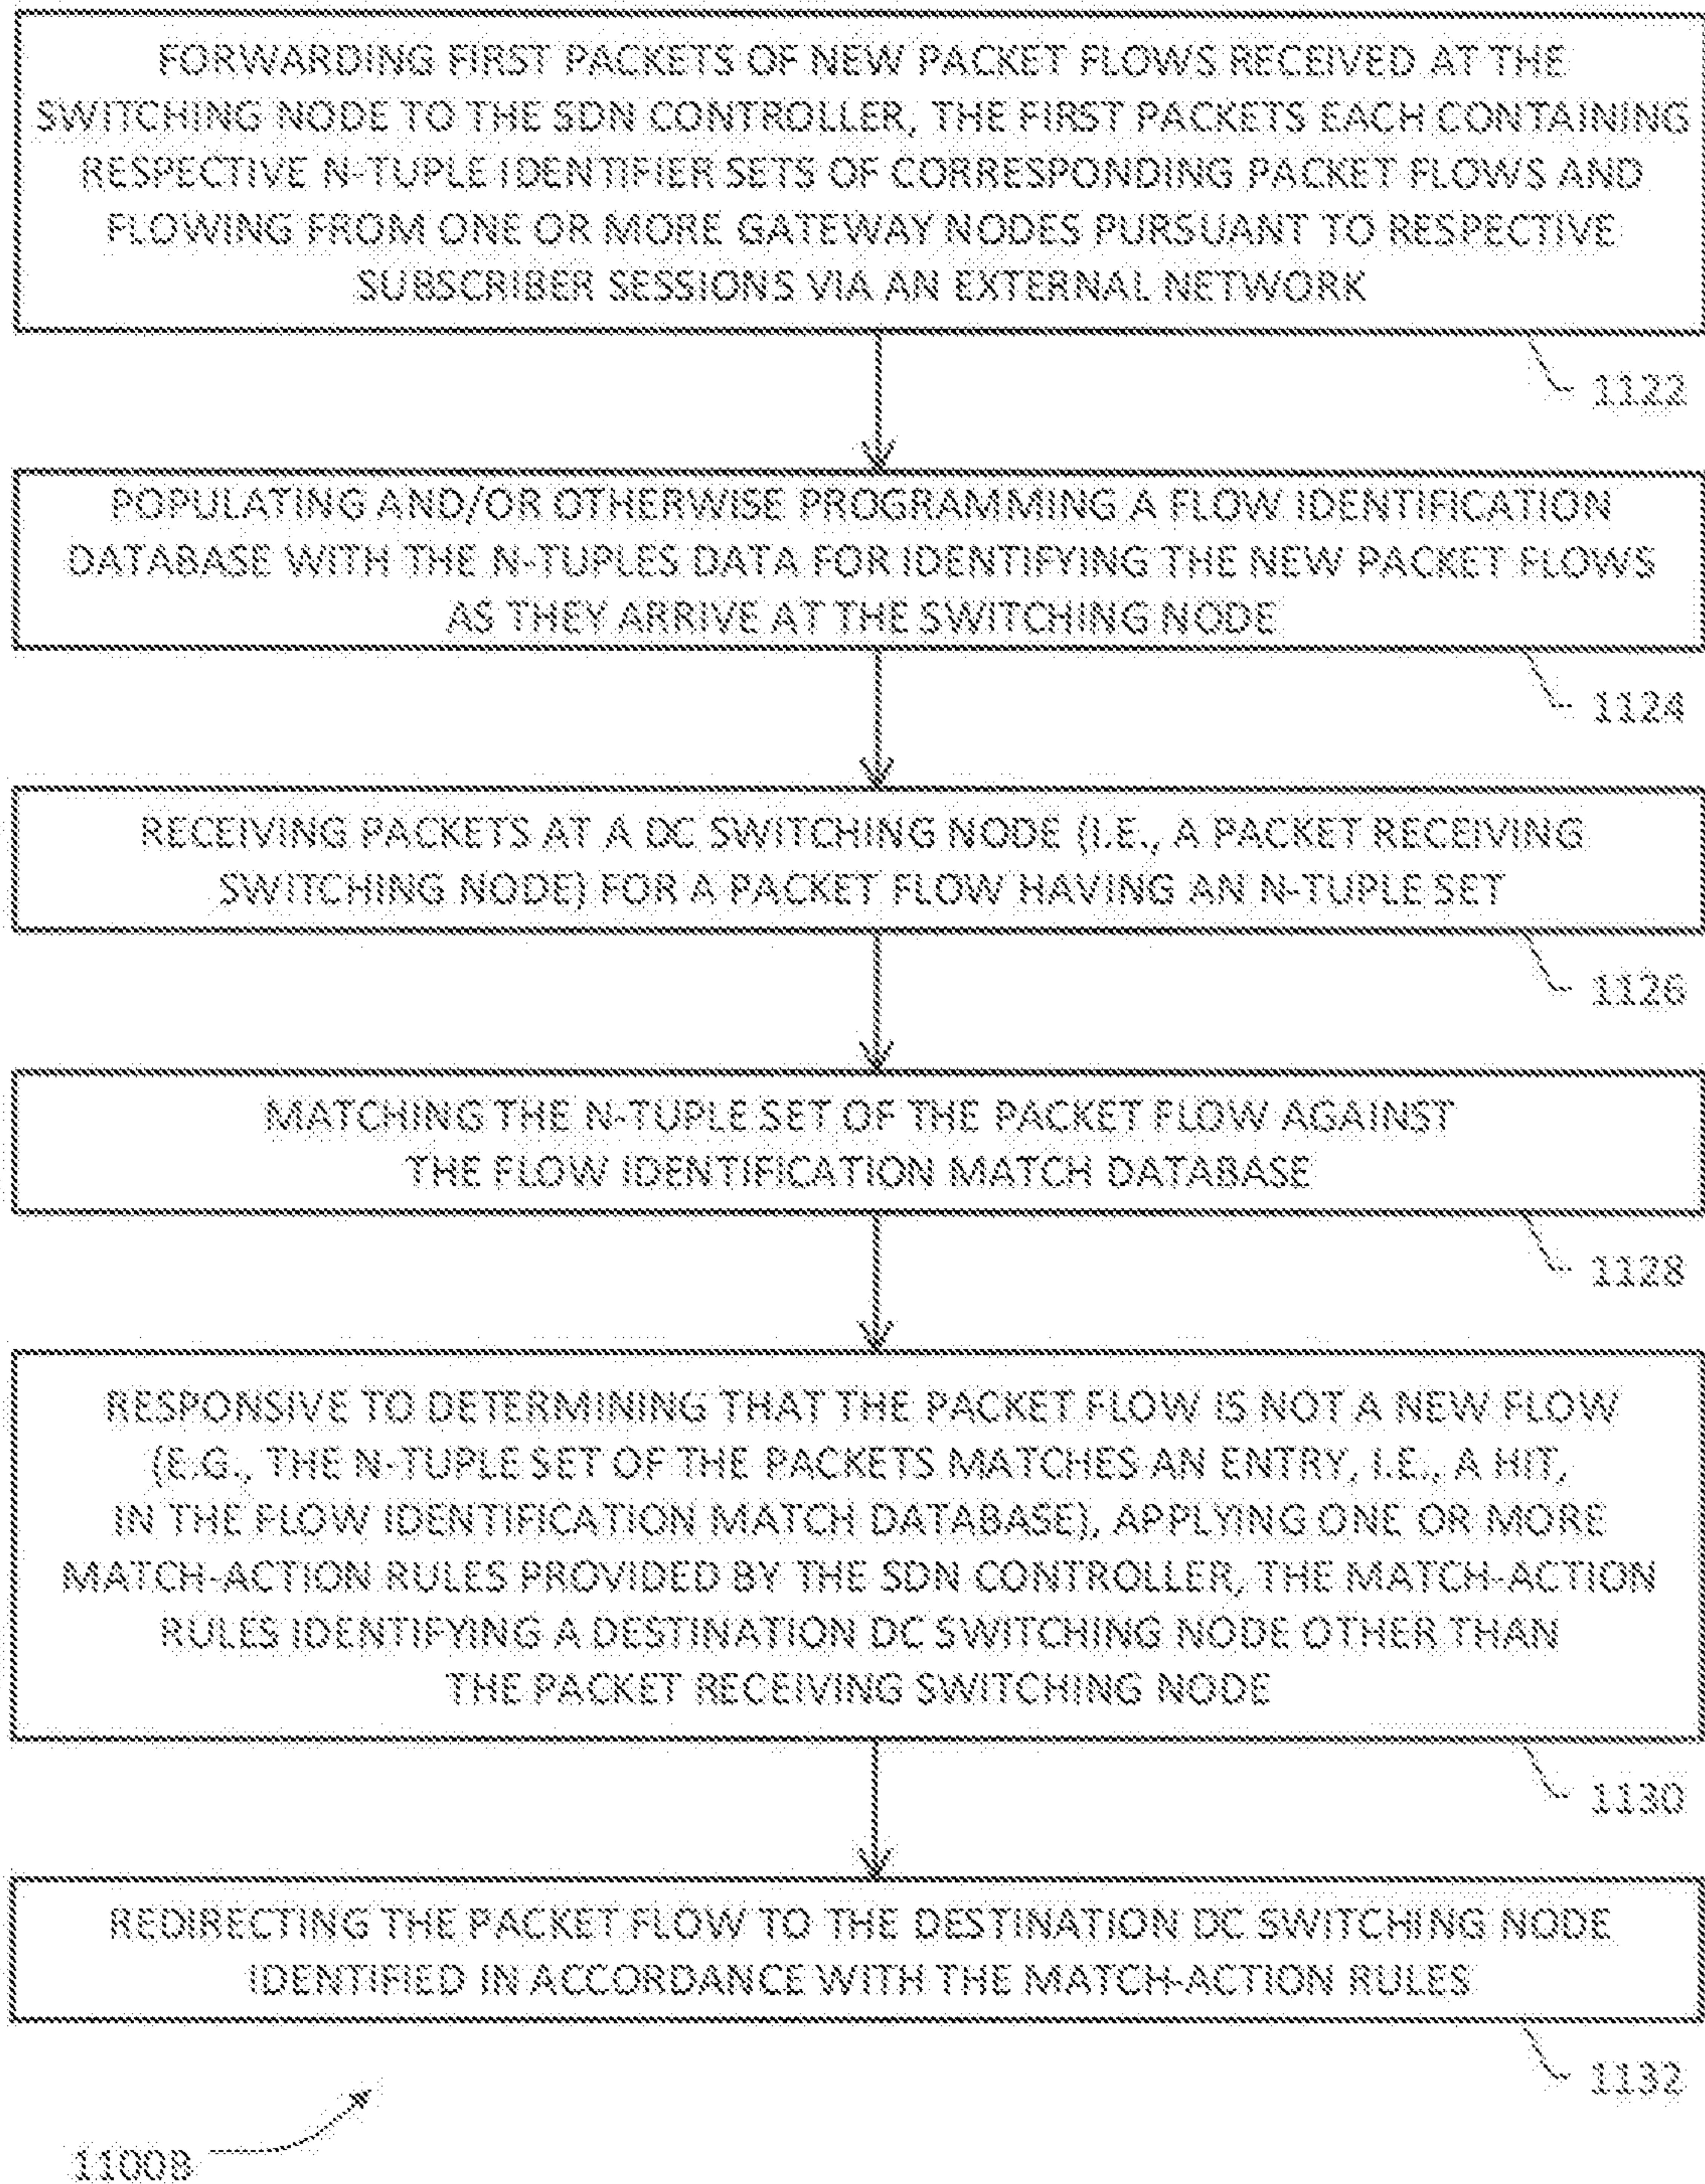 FORWARDING FIRST PACKETS OF NEW PACKET FLOWS RECEIVED AT THE
SWITCHING NODE TO THE SDN CONTROLLER, THE FIRST PACKETS EACH CONTAINING
RESPECTIVE N-TUPLE IDENTIFIER SETS OF CORRESPONDING PACKET FLOWS AND
FLOWING FROM ONE OR MORE GATEWAY NODES PURSUANT TO RESPECTIVE
SUBSCRIBER SESSIONS VIA AN EXTERNAL NETWORK
1122
POPULATING AND/OR OTHERWISE PROGRAMMING A FLOW IDENTIFICATION
DATABASE WITH THE N-TUPLES DATA FOR IDENTIFYING THE NEW PACKET FLOWS
AS THEY ARRIVE AT THE SWITCHING NODE
1124
RECEIVING PACKETS AT A DC SWITCHING NODE (I.E., A PACKET RECEIVING
SWITCHING NODE) FOR A PACKET FLOW HAVING AN N-TUPLE SET
1126
MATCHING THE N-TUPLE SET OF THE PACKET FLOW AGAINST
THE FLOW IDENTIFICATION MATCH DATABASE
1128
RESPONSIVE TO DETERMINING THAT THE PACKET FLOW IS NOT A NEW FLOW
(E.G., THE N-TUPLE SET OF THE PACKETS MATCHES AN ENTRY, I.E., A HIT,
IN THE FLOW IDENTIFICATION MATCH DATABASE), APPLYING ONE OR MORE
MATCH-ACTION RULES PROVIDED BY THE SDN CONTROLLER, THE MATCH-ACTION
RULES IDENTIFYING A DESTINATION DC SWITCHING NODE OTHER THAN
THE PACKET RECEIVING SWITCHING NODE
1130
REDIRECTING THE PACKET FLOW TO THE DESTINATION DC SWITCHING NODE
IDENTIFIED IN ACCORDANCE WITH THE MATCH-ACTION RULES
1132
1100B